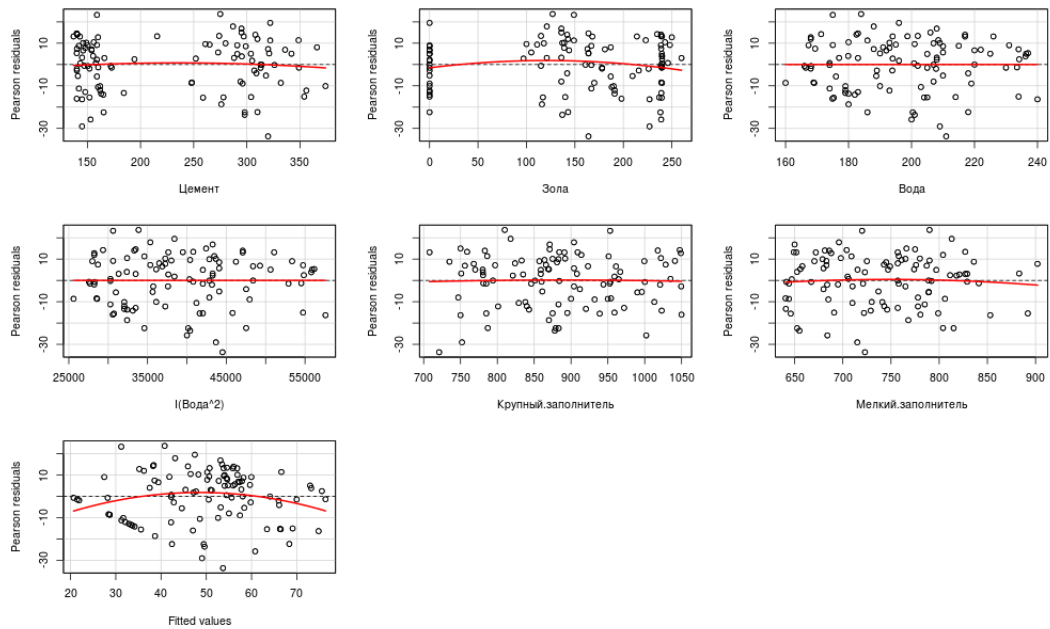 Pearson residuals
-30 -10 10
150 200 250 300 350
Цемент
Pearson residuals
-30 -10 10
0 50 100 150 200 250
Зола
Pearson residuals
-30 -10 10
160 180 200 220 240
Вода
Pearson residuals
-30 -10 10
25000 35000 45000 55000
I(Вода^2)
Pearson residuals
-30 -10 10
700 750 800 850 900 950 1000 1050
Крупный.заполнитель
Pearson residuals
-30 -10 10
650 700 750 800 850 900
Мелкий.заполнитель
Pearson residuals
-30 -10 10
20 30 40 50 60 70
Fitted values